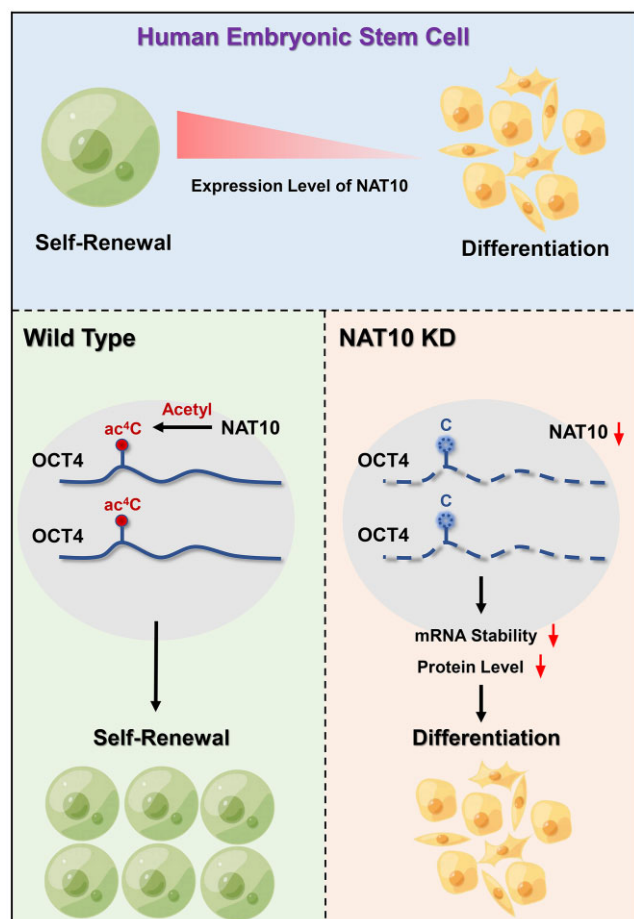 Human Embryonic Stem Cell
Expression Level of NAT10
Self-Renewal
Differentiation
Wild Type
Acetyl
ac⁴C
NAT10
OCT4
ac⁴C
OCT4
Self-Renewal
NAT10 KD
C
NAT10
OCT4
C
OCT4
mRNA Stability
Protein Level
Differentiation